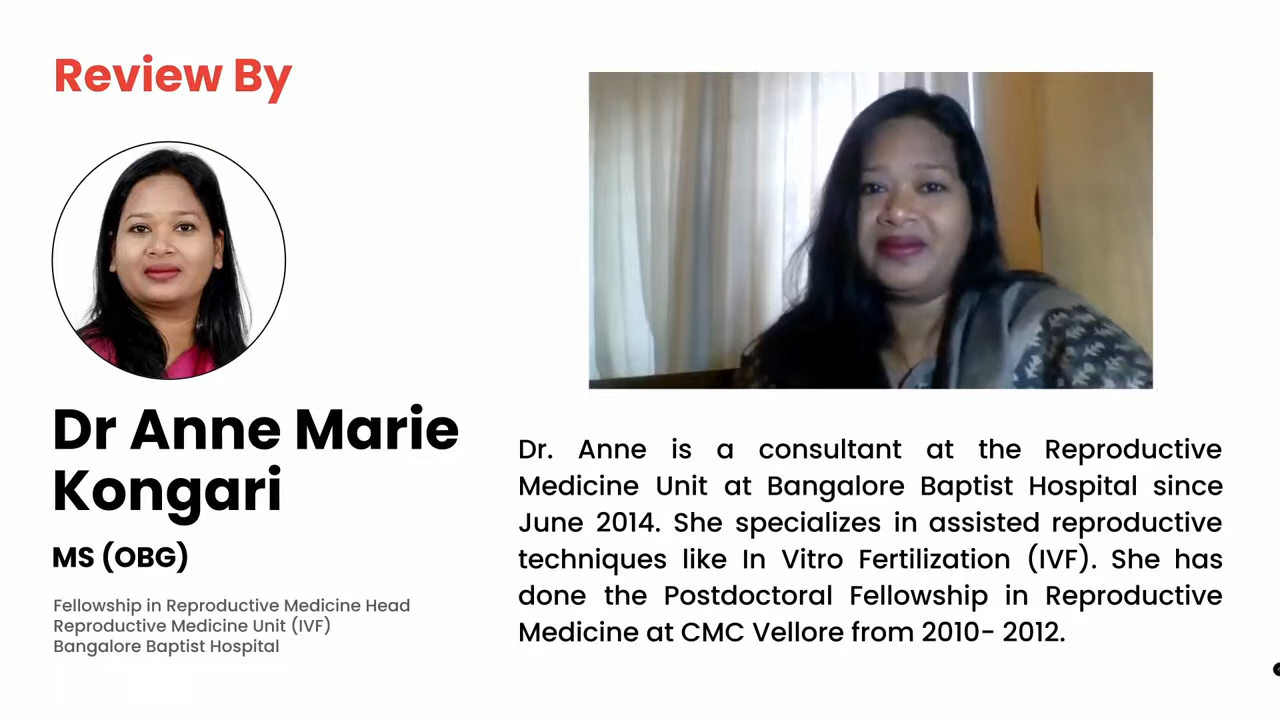 Review By
Dr Anne Marie
Kongari
MS (OBG)
Fellowship in Reproductive Medicine Head
Reproductive Medicine Unit (IVF)
Bangalore Baptist Hospital
Dr. Anne is a consultant at the Reproductive
Medicine Unit at Bangalore Baptist Hospital since
June 2014. She specializes in assisted reproductive
techniques like In Vitro Fertilization (IVF). She has
done the Postdoctoral Fellowship in Reproductive
Medicine at CMC Vellore from 2010- 2012.